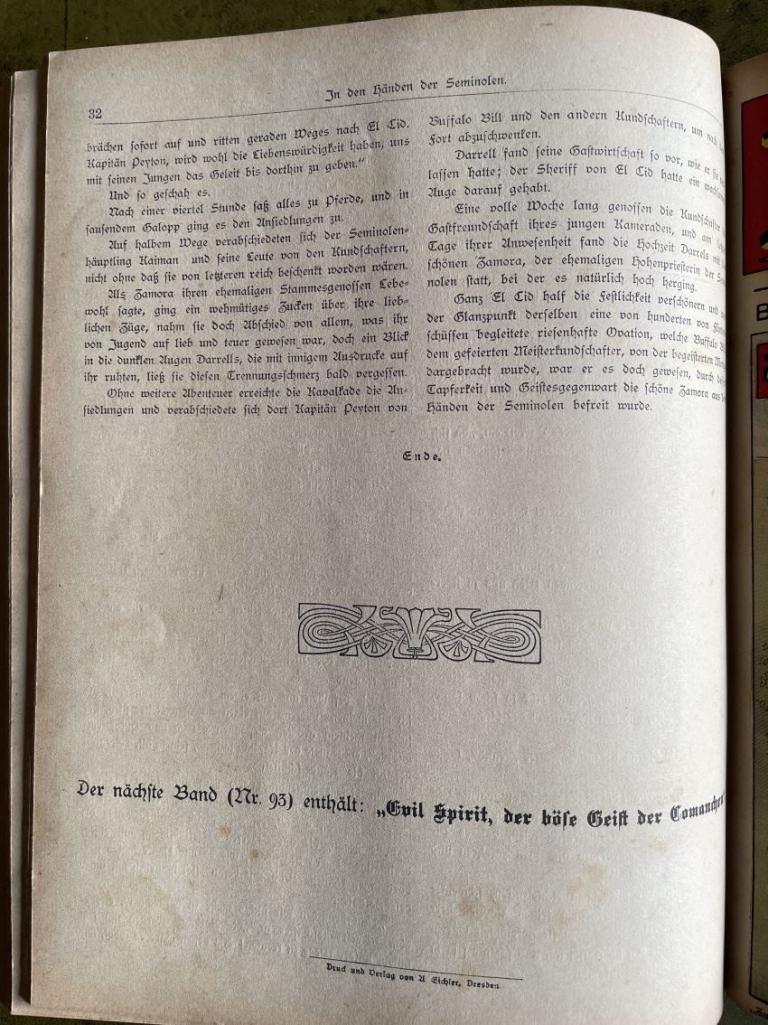 32
In den Händen der Seminolen.
brächen sofort auf und ritten geraden Weges nach El Cid.
Kapitän Peyton, wird wohl die Liebenswürdigkeit haben, uns
mit seinen Jungen das Geleit bis dorthin zu geben.“
Und so geschah es.
Nach einer viertel Stunde saß alles zu Pferde, und in
sausendem Galopp ging es den Ansiedlungen zu.
Auf halbem Wege verabschiedeten sich der Seminolen-
häuptling Kaiman und seine Leute von den Kundschaftern,
nicht ohne daß sie von letzteren reich beschenkt worden wären.
Als Zamora ihren ehemaligen Stammesgenossen Lebe-
wohl sagte, ging ein wehmütiges Zucken über ihre lieb-
lichen Züge, nahm sie doch Abschied von allem, was ihr
von Jugend auf lieb und teuer gewesen war, doch ein Blick
in die dunklen Augen Darrells, die mit innigem Ausdrucke auf
ihr ruhten, ließ sie diesen Trennungsschmerz bald vergessen.
Ohne weitere Abenteuer erreichte die Kavalkade die An-
siedlungen und verabschiedete sich dort Kapitän Peyton von
Buffalo Bill und den andern Kundschaftern, um nach
Fort abzuschwenken.
Darrell fand seine Gastwirtschaft so vor, wie er sie
lassen hatte; der Sheriff von El Cid hatte ein
Auge darauf gehabt.
Eine volle Woche lang genossen die Kundschafter
Gastfreundschaft ihres jungen Kameraden, und am
Tage ihrer Anwesenheit fand die Hochzeit Darrels mit
schönen Zamora, der ehemaligen Hohenpriesterin der
nolen statt, bei der es natürlich hoch herging.
Ganz El Cid half die Festlichkeit verschönern und
der Glanzpunkt derselben eine von hunderten von
schüssen begleitete riesenhafte Ovation, welche Buffalo
dem gefeierten Meisterkundschafter, von der begeisterten
dargebracht wurde, war er es doch gewesen, durch
Tapferkeit und Geistesgegenwart die schöne Zamora aus
Händen der Seminolen befreit wurde.
Ende.
Der nächste Band (Nr. 93) enthält: „Evil Spirit, der böse Geist der Comanchen
Druck und Verlag von A Eichler, Dresden